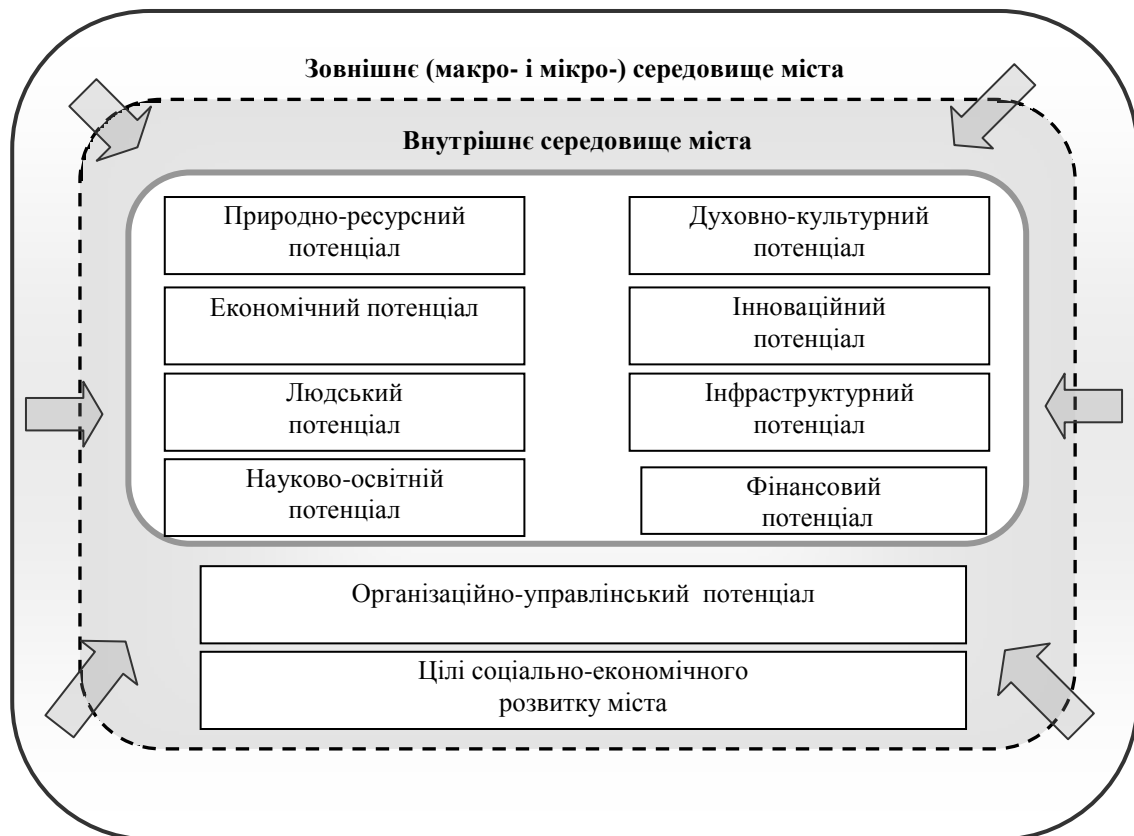 Зовнішнє (макро- і мікро-) середовище міста
Внутрішнє середовище міста
Природно-ресурсний
потенціал
Духовно-культурний
потенціал
Економічний потенціал
Інноваційний
потенціал
Людський
потенціал
Інфраструктурний
потенціал
Науково-освітній
потенціал
Фінансовий
потенціал
Організаційно-управлінський потенціал
Цілі соціально-економічного
розвитку міста